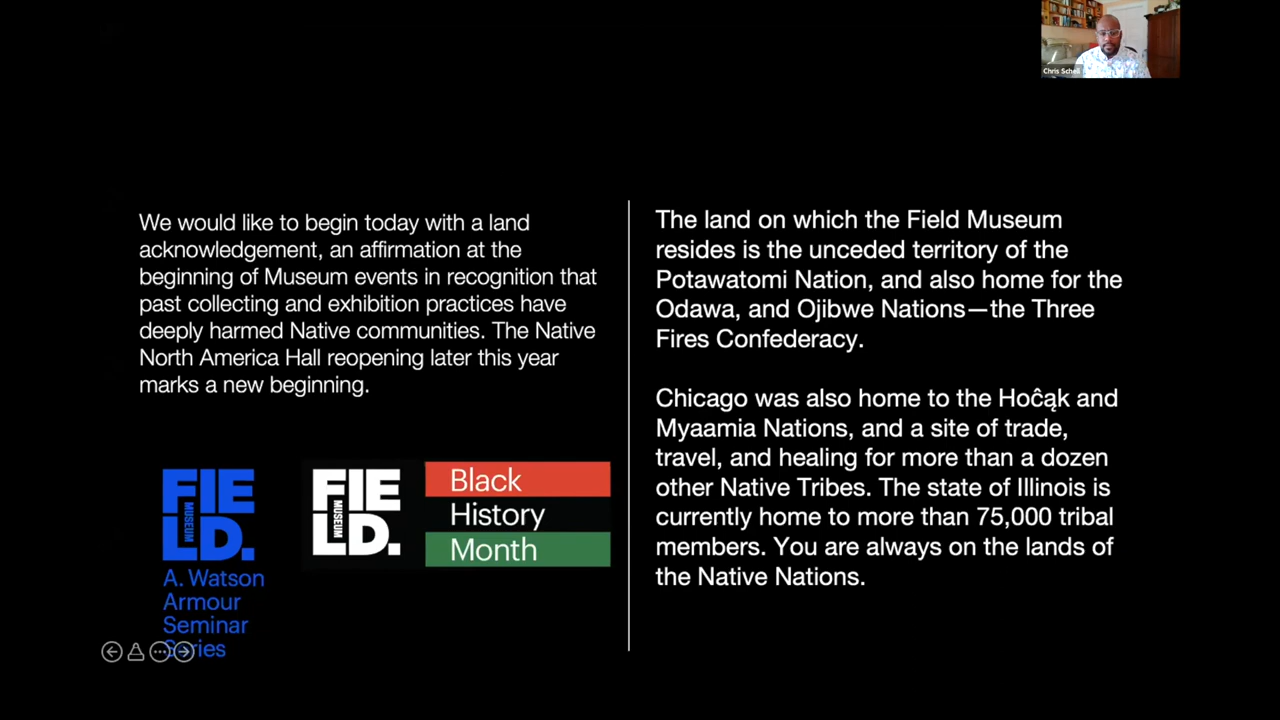 Chris Schell
We would like to begin today with a land
acknowledgement, an affirmation at the
beginning of Museum events in recognition that
past collecting and exhibition practices have
deeply harmed Native communities. The Native
North America Hall reopening later this year
marks a new beginning.
The land on which the Field Museum
resides is the unceded territory of the
Potawatomi Nation, and also home for the
Odawa, and Ojibwe Nations—the Three
Fires Confederacy.
Chicago was also home to the Hoĉąk and
Myaamia Nations, and a site of trade,
travel, and healing for more than a dozen
other Native Tribes. The state of Illinois is
currently home to more than 75,000 tribal
members. You are always on the lands of
the Native Nations.
FIE
LD.
MUSEUM
A. Watson
Armour
Seminar
Series
FIE
LD.
MUSEUM
Black
History
Month